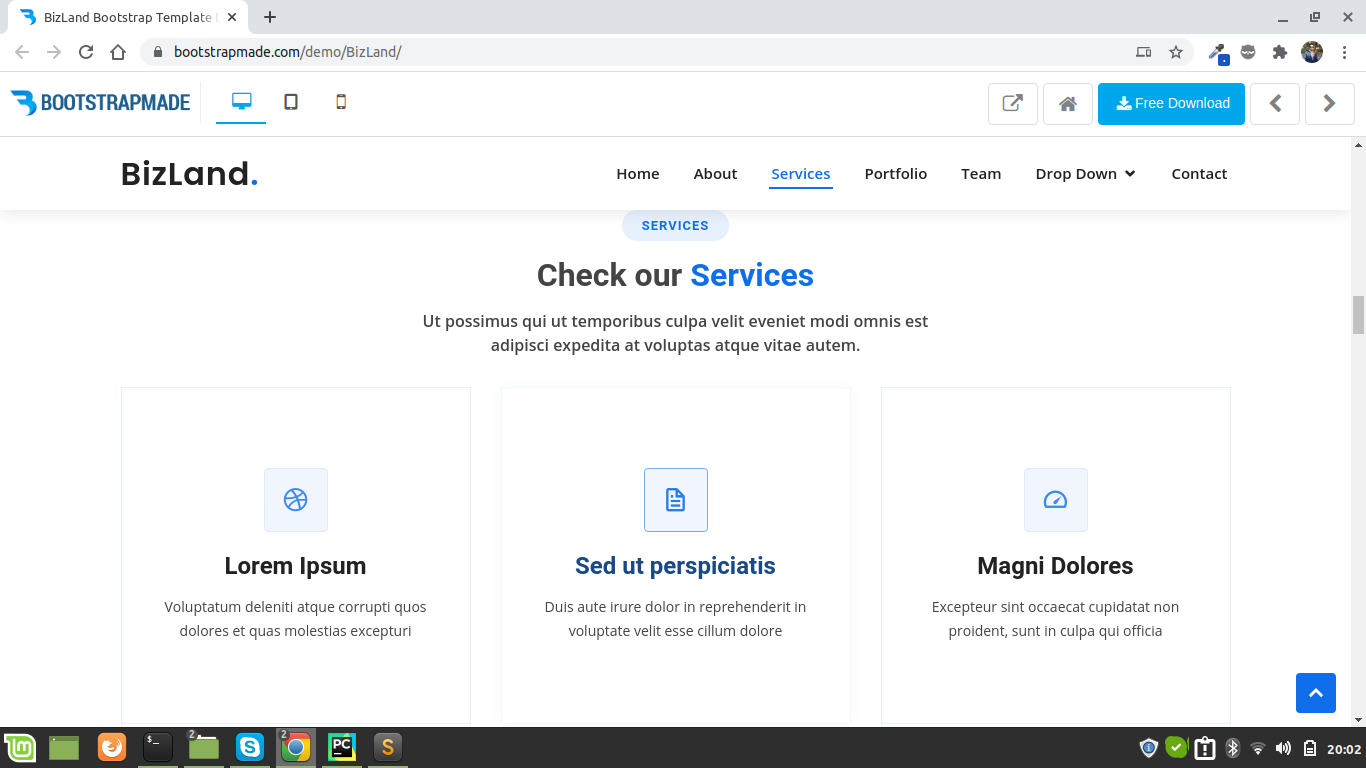 BizLand Bootstrap Template
bootstrapmade.com/demo/BizLand/
BOOTSTRAPMADE
Free Download
BizLand.
Home About Services Portfolio Team Drop Down Contact
SERVICES
Check our Services
Ut possimus qui ut temporibus culpa velit eveniet modi omnis est
adipisci expedita at voluptas atque vitae autem.
Lorem Ipsum
Voluptatum deleniti atque corrupti quos
dolores et quas molestias excepturi
Sed ut perspiciatis
Duis aute irure dolor in reprehenderit in
voluptate velit esse cillum dolore
Magni Dolores
Excepteur sint occaecat cupidatat non
proident, sunt in culpa qui officia
2 2 PC S 20:02